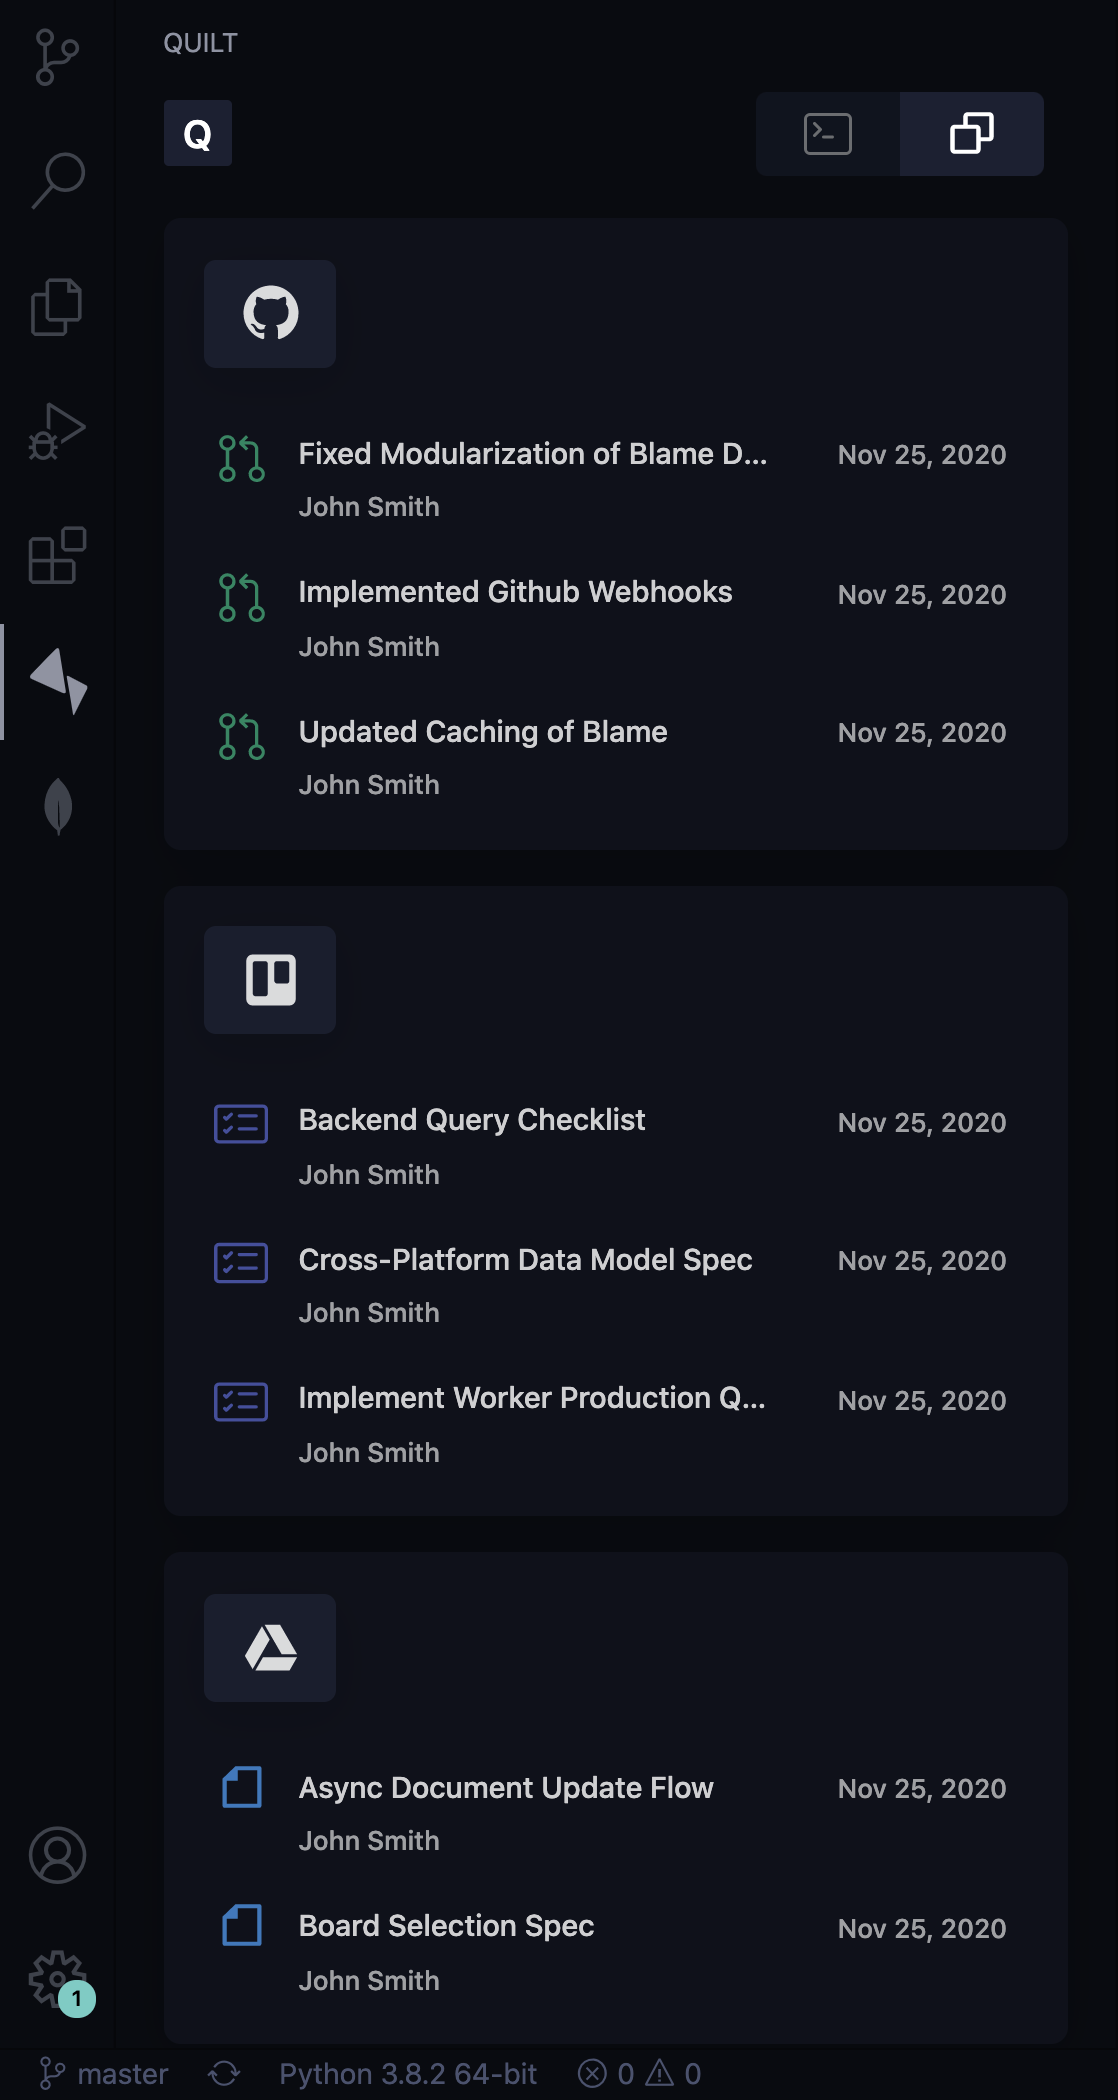 QUILT
Q
Fixed Modularization of Blame D... Nov 25, 2020
John Smith
Implemented Github Webhooks Nov 25, 2020
John Smith
Updated Caching of Blame Nov 25, 2020
John Smith
Backend Query Checklist Nov 25, 2020
John Smith
Cross-Platform Data Model Spec Nov 25, 2020
John Smith
Implement Worker Production Q... Nov 25, 2020
John Smith
Async Document Update Flow Nov 25, 2020
John Smith
Board Selection Spec Nov 25, 2020
John Smith
1
master Python 3.8.2 64-bit 0 0